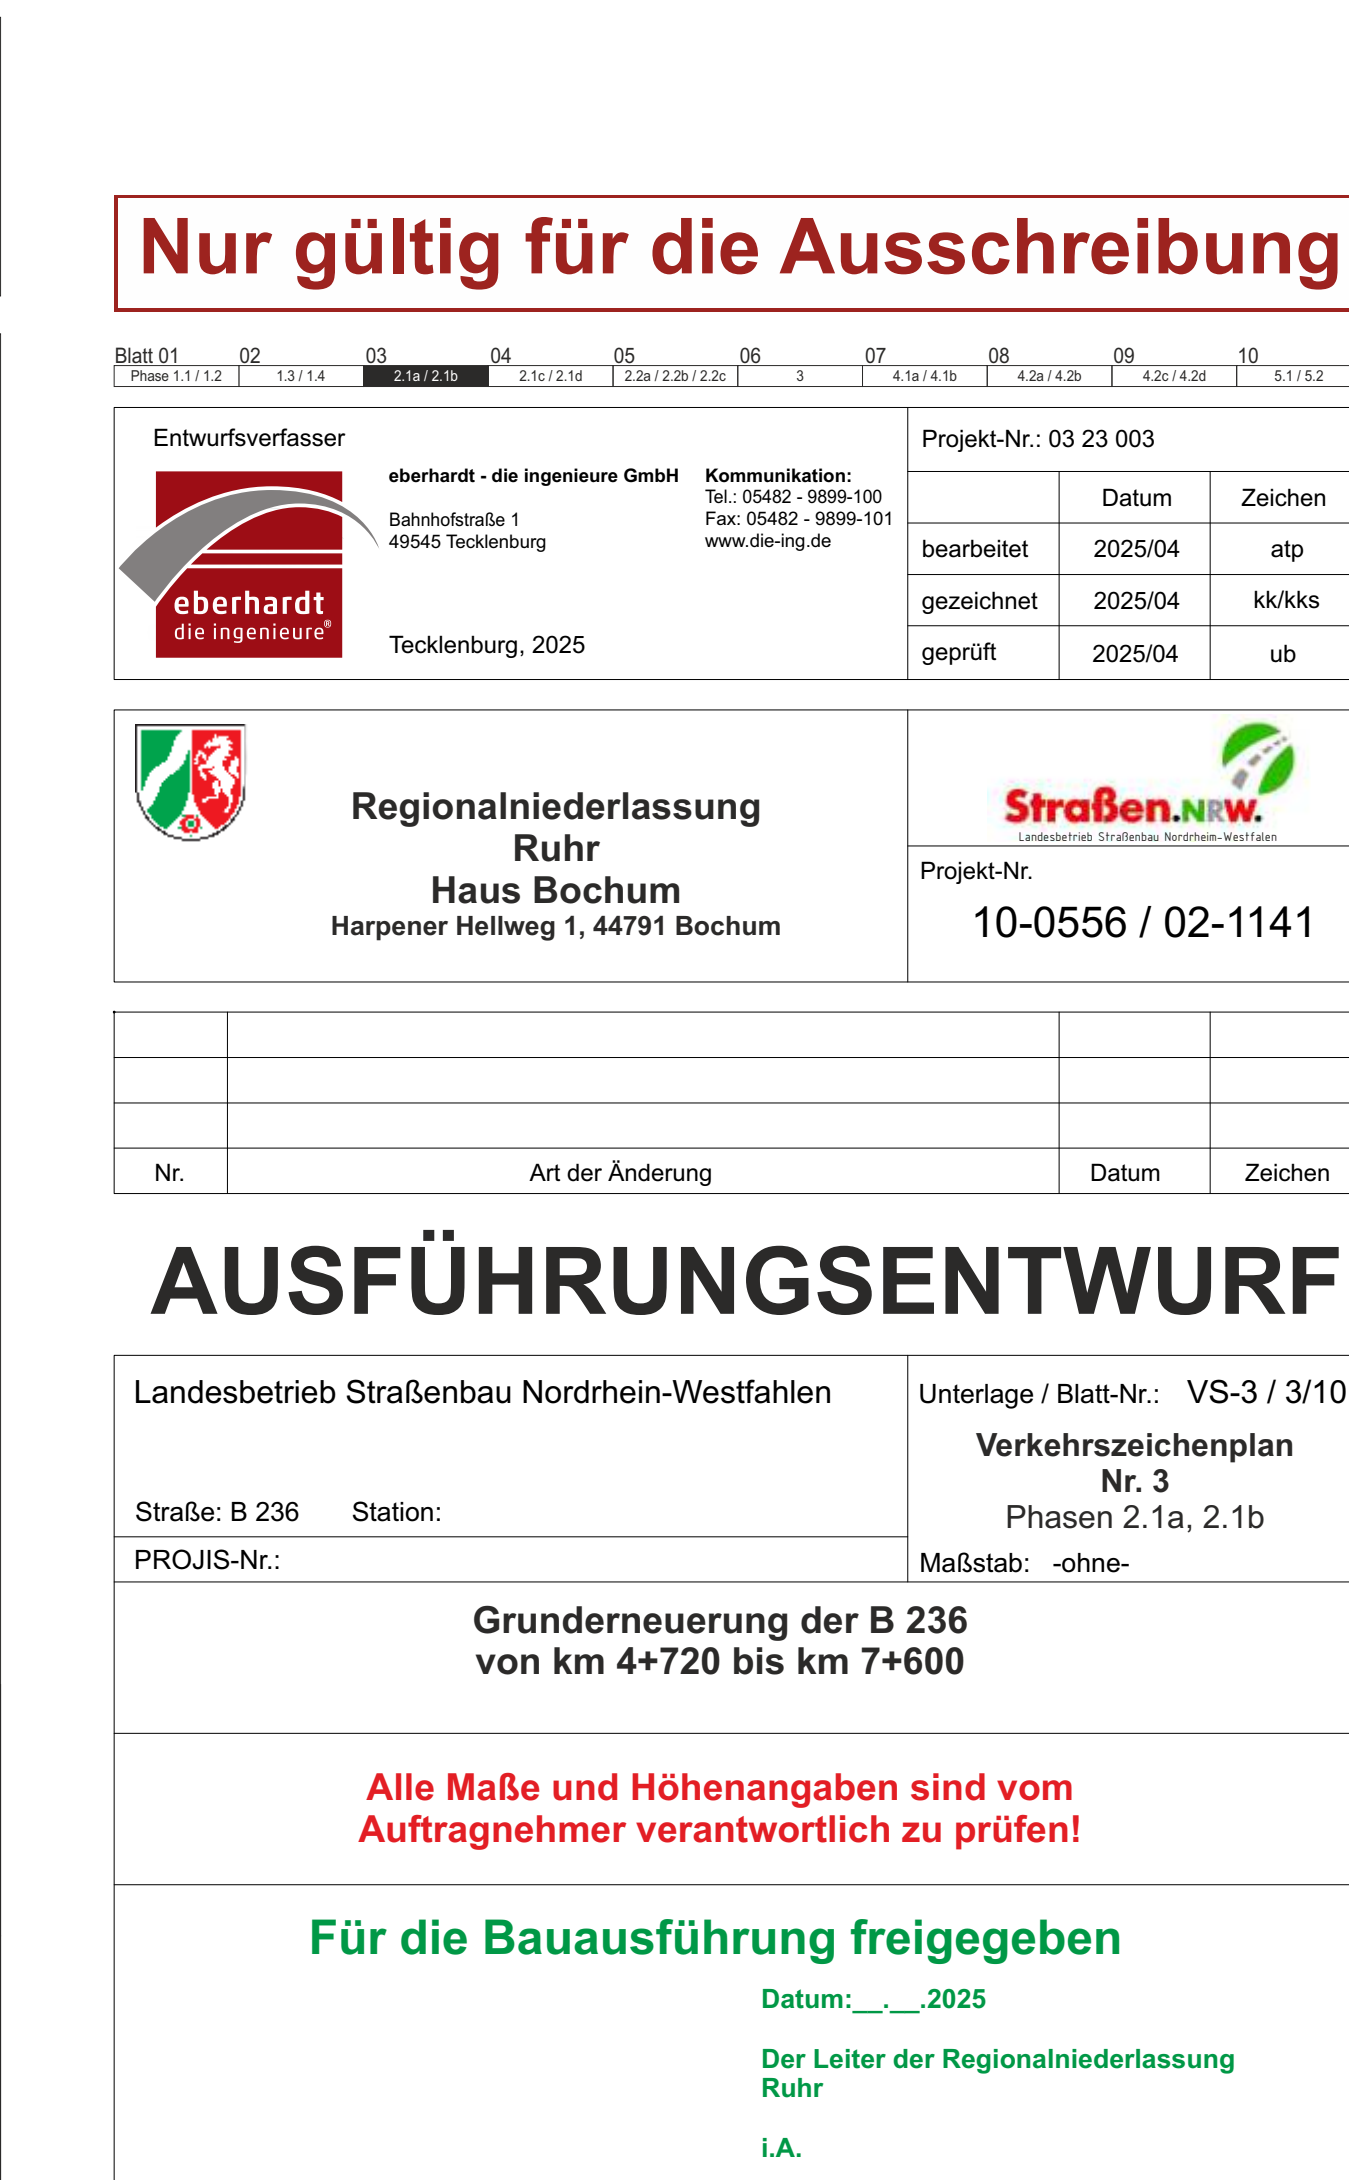 Nur gültig für die Ausschreibung
Blatt 01 02 03 04 05 06 07 08 09 10
Phase 1.1 / 1.2 1.3 / 1.4 2.1a / 2.1b 2.1c / 2.1d 2.2a / 2.2b / 2.2c 3 4.1a / 4.1b 4.2a / 4.2b 4.2c / 4.2d 5.1 / 5.2
Entwurfsverfasser
eberhardt
die ingenieure®
eberhardt - die ingenieure GmbH
Bahnhofstraße 1
49545 Tecklenburg
Tecklenburg, 2025
Kommunikation:
Tel.: 05482 - 9899-100
Fax: 05482 - 9899-101
www.die-ing.de
Projekt-Nr.: 03 23 003
Datum Zeichen
bearbeitet 2025/04 atp
gezeichnet 2025/04 kk/kks
geprüft 2025/04 ub
Regionalniederlassung
Ruhr
Haus Bochum
Harpener Hellweg 1, 44791 Bochum
Straßen.NRW.
Landesbetrieb Straßenbau Nordrheim-Westfalen
Projekt-Nr.
10-0556 / 02-1141
Nr. Art der Änderung Datum Zeichen
AUSFÜHRUNGSENTWURF
Landesbetrieb Straßenbau Nordrhein-Westfahlen
Straße: B 236 Station:
PROJIS-Nr.:
Unterlage / Blatt-Nr.: VS-3 / 3/10
Verkehrszeichenplan
Nr. 3
Phasen 2.1a, 2.1b
Maßstab: -ohne-
Grunderneuerung der B 236
von km 4+720 bis km 7+600
Alle Maße und Höhenangaben sind vom
Auftragnehmer verantwortlich zu prüfen!
Für die Bauausführung freigegeben
Datum:__.__.2025
Der Leiter der Regionalniederlassung
Ruhr
i.A.